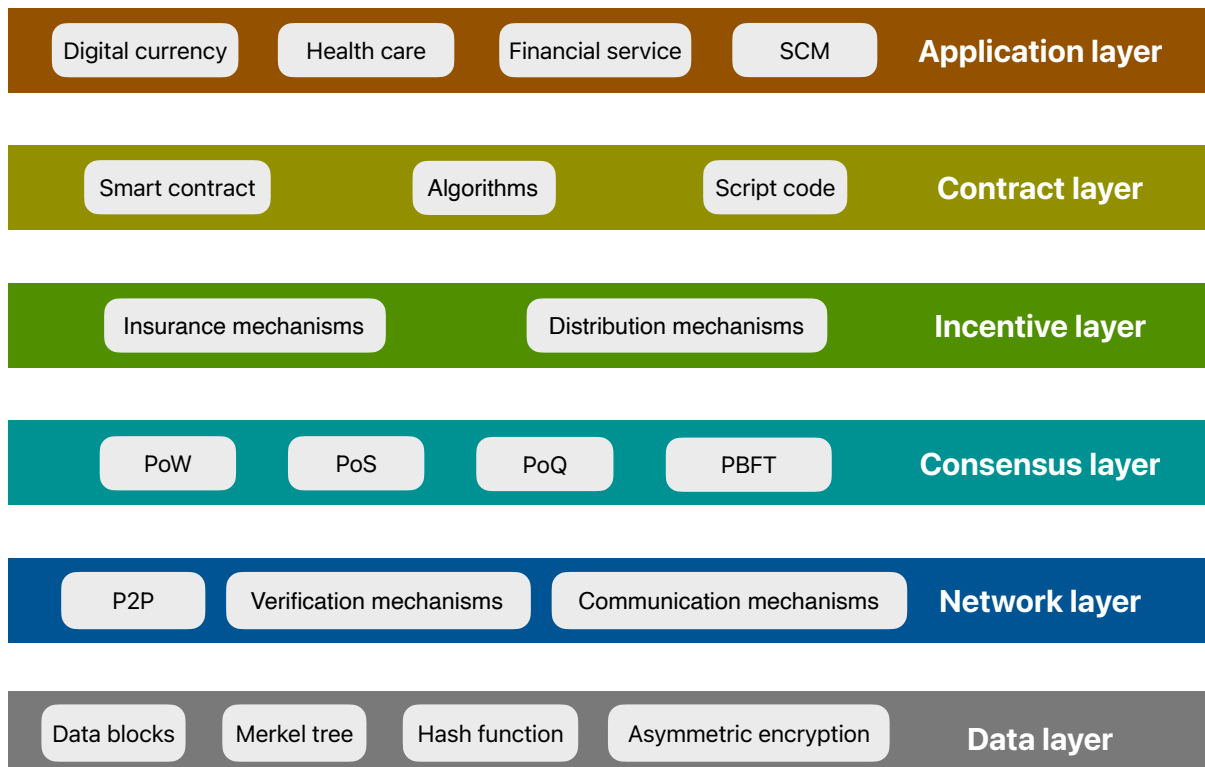 Digital currency Health care Financial service SCM Application layer
Smart contract Algorithms Script code Contract layer
Insurance mechanisms Distribution mechanisms Incentive layer
PoW PoS PoQ PBFT Consensus layer
P2P Verification mechanisms Communication mechanisms Network layer
Data blocks Merkel tree Hash function Asymmetric encryption Data layer